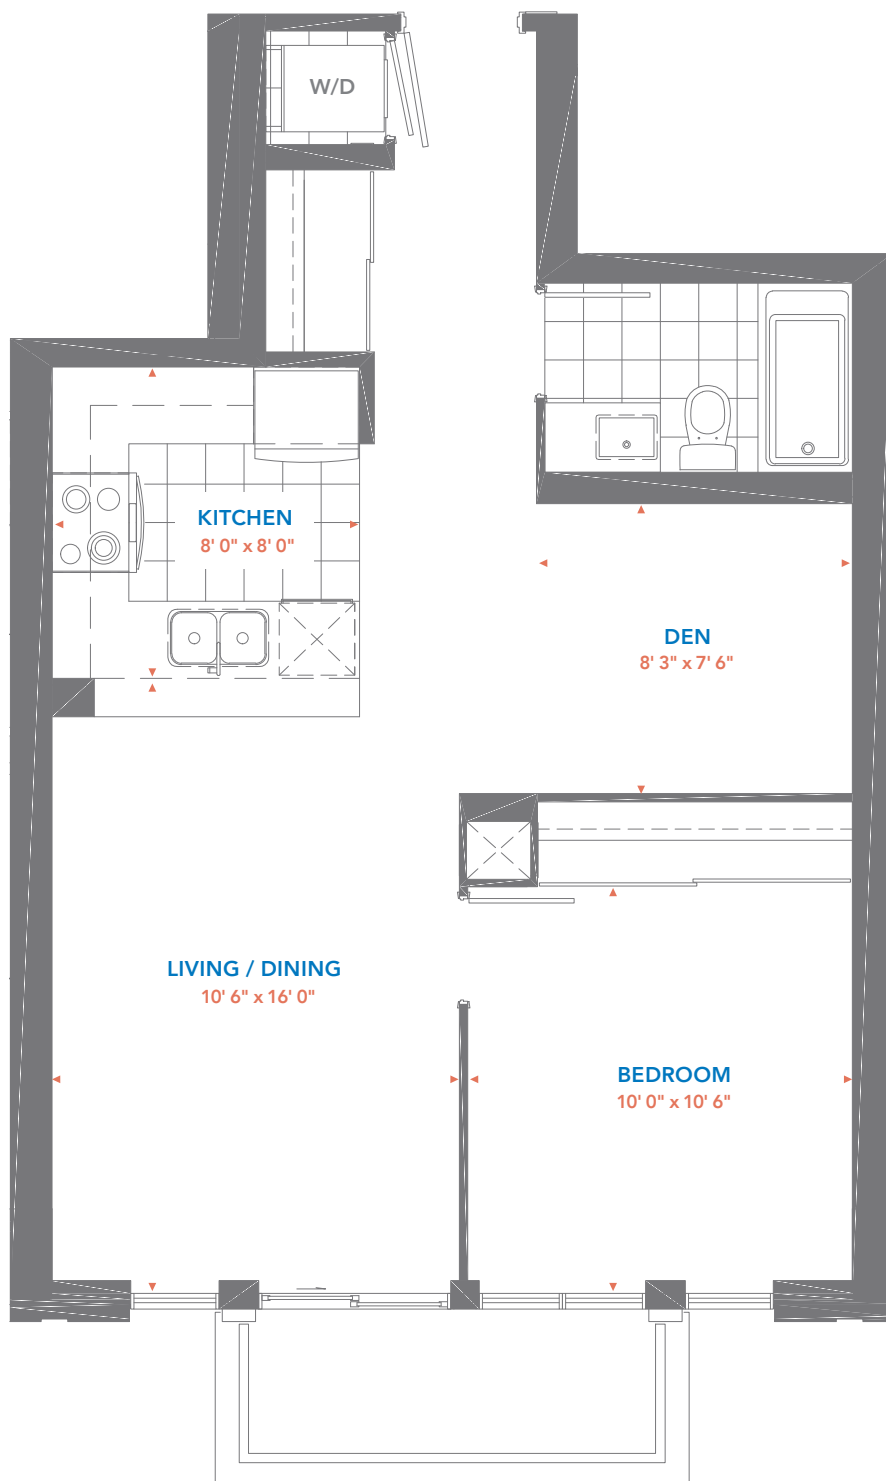 W/D
KITCHEN
8' 0" x 8' 0"
DEN
8' 3" x 7' 6"
LIVING / DINING
10' 6" x 16' 0"
BEDROOM
10' 0" x 10' 6"